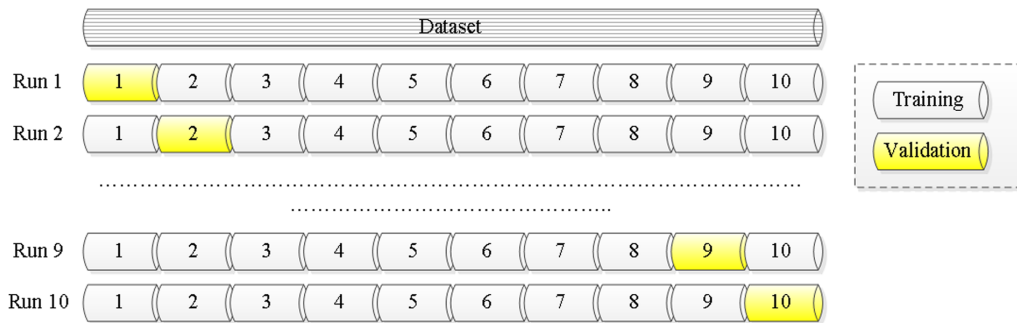 Dataset
Run 1 1 2 3 4 5 6 7 8 9 10
Run 2 1 2 3 4 5 6 7 8 9 10
Training
Validation
………………………………………………………………………………………
………………………………………..
Run 9 1 2 3 4 5 6 7 8 9 10
Run 10 1 2 3 4 5 6 7 8 9 10